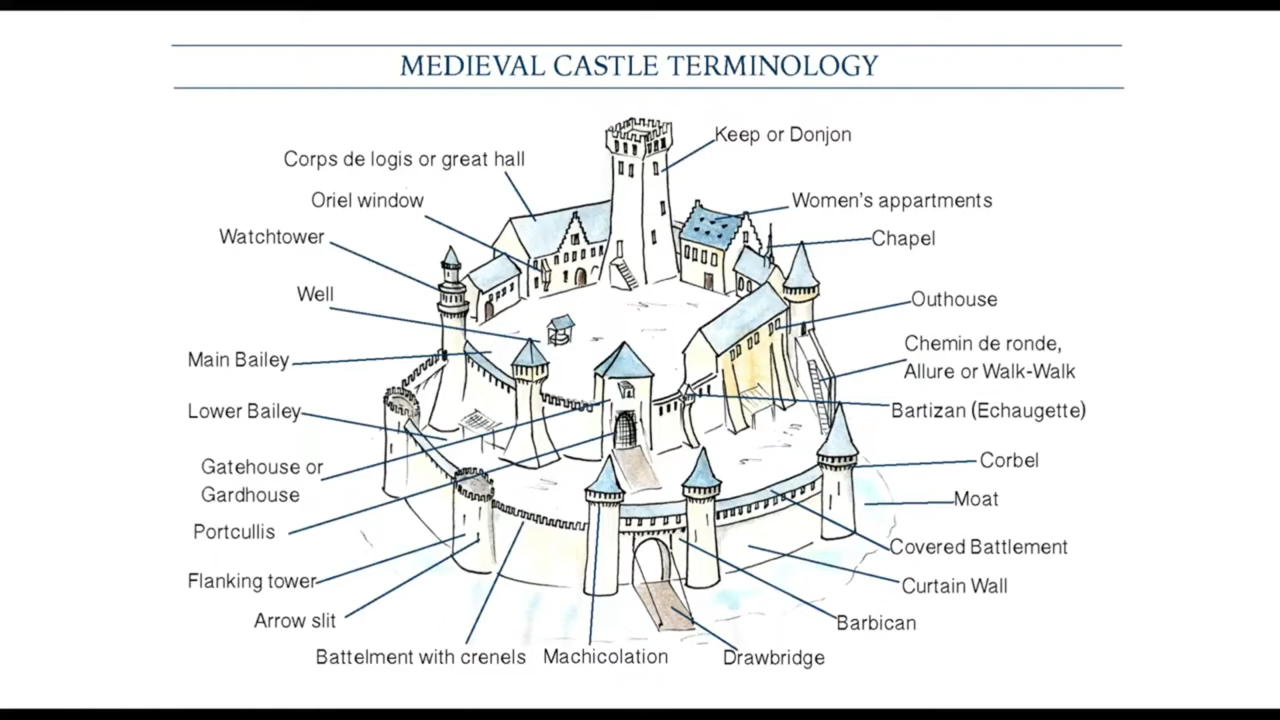 MEDIEVAL CASTLE TERMINOLOGY
Keep or Donjon
Corps de logis or great hall
Oriel window
Women's appartments
Watchtower
Chapel
Well
Outhouse
Chemin de ronde,
Allure or Walk-Walk
Main Bailey
Lower Bailey
Bartizan (Echaugette)
Gatehouse or
Gardhouse
Corbel
Moat
Portcullis
Covered Battlement
Flanking tower
Curtain Wall
Arrow slit
Barbican
Battelment with crenels
Machicolation
Drawbridge